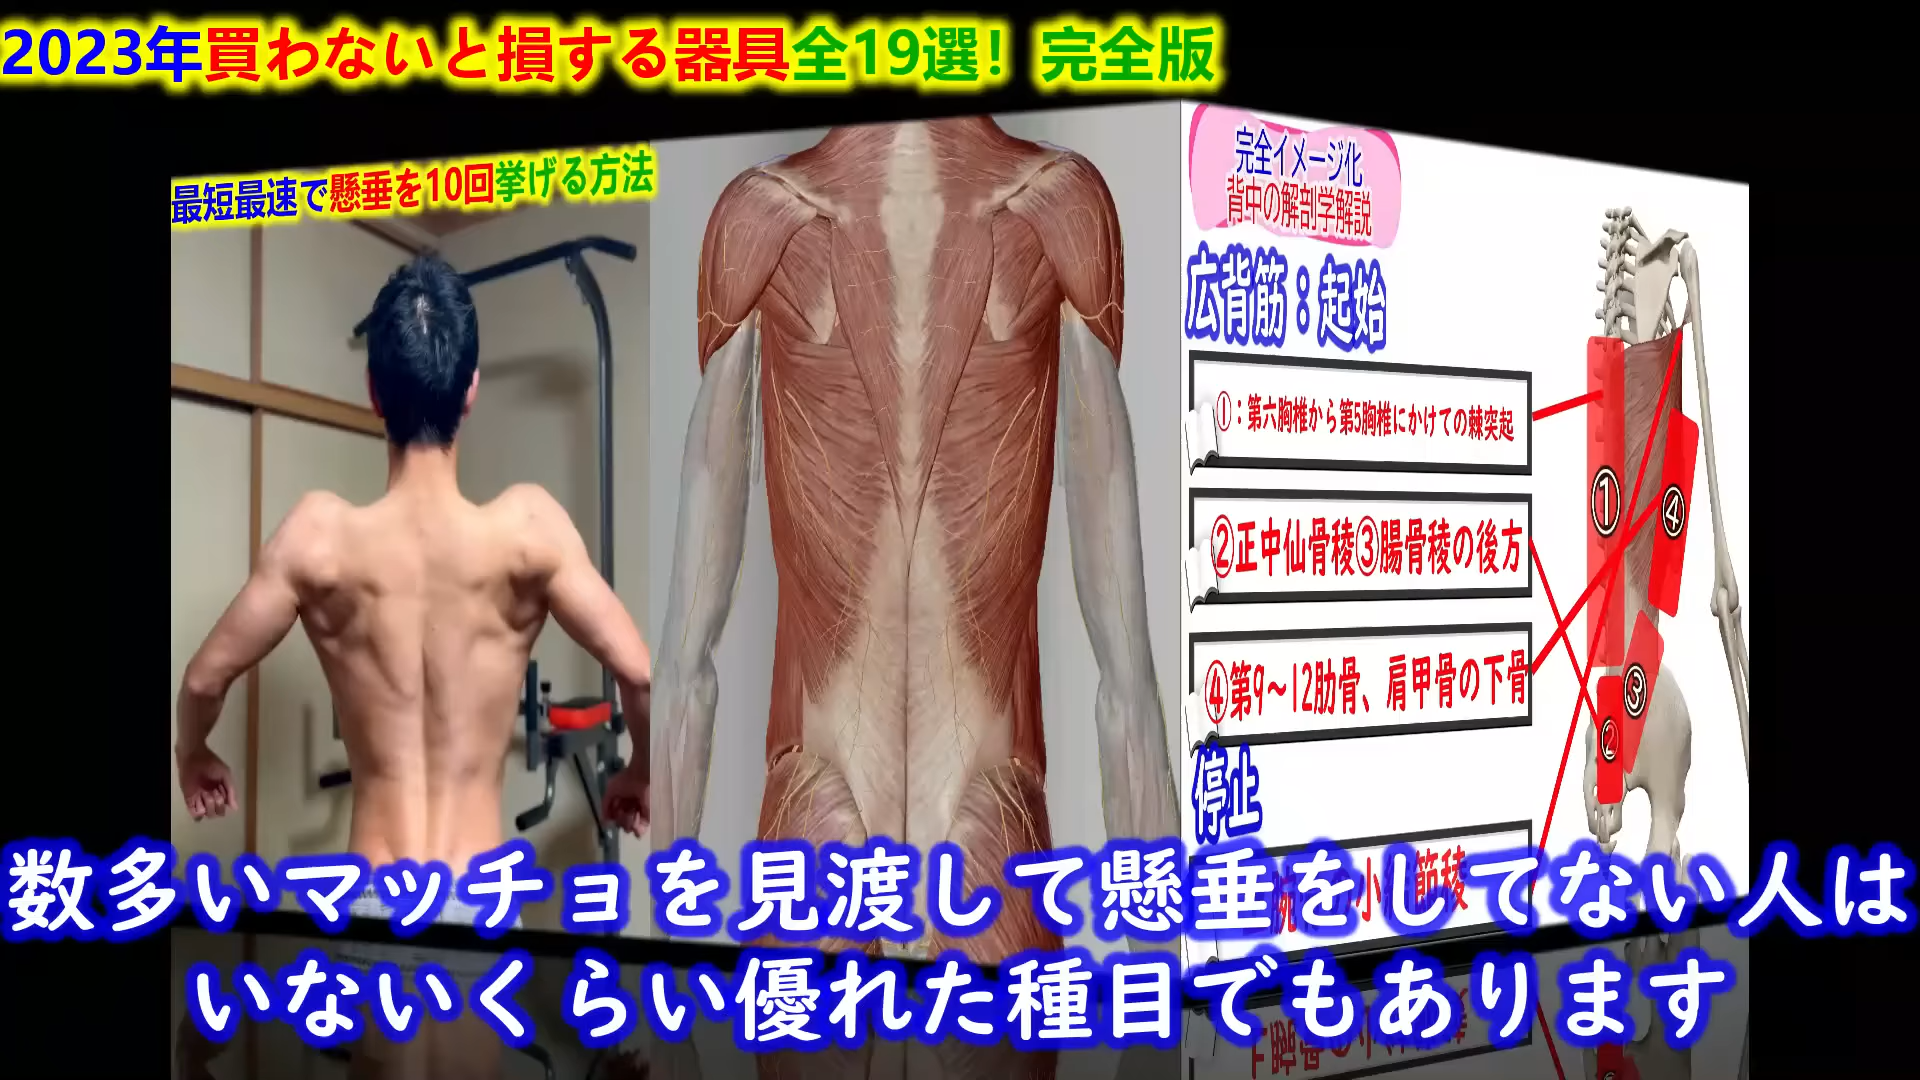 2023年買わないと損する器具全19選！完全版
最短最速で懸垂を10回挙げる方法
完全イメージ化
背中の解剖学解説
広背筋：起始
①：第六胸椎から第5胸椎にかけての棘突起
②正中仙骨稜③腸骨稜の後方
④第9～12肋骨、肩甲骨の下骨
停止
①
④
③
②
数多いマッチョを見渡して懸垂をしてない人は
いないくらい優れた種目でもあります